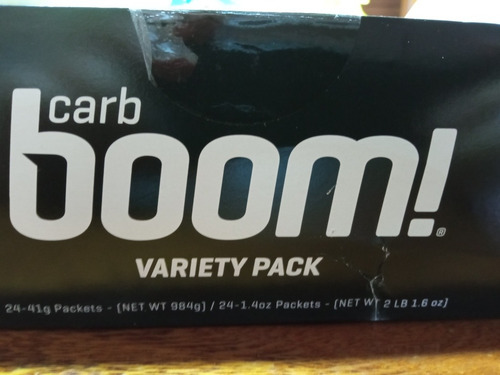 carb
boom!®
VARIETY PACK
24-41g Packets - [NET WT 984g] / 24-1.4oz Packets - [NET WT 2 LB 1.6 oz]